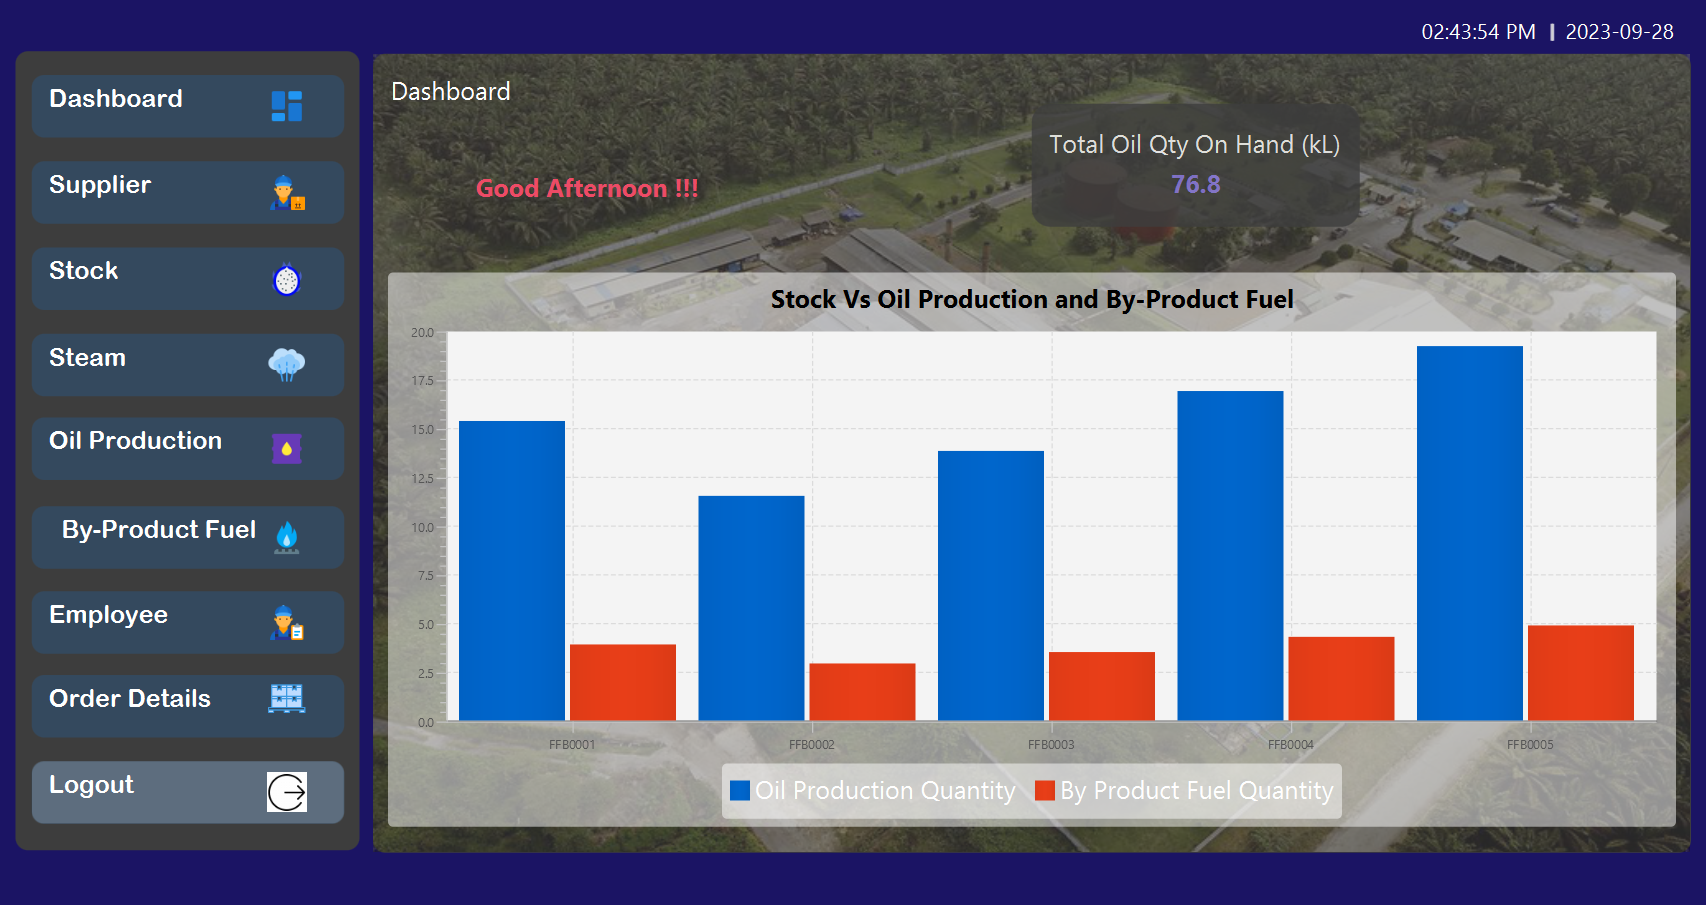 02:43:54 PM | 2023-09-28
Dashboard
Supplier
Stock
Steam
Oil Production
By-Product Fuel
Employee
Order Details
Logout
Dashboard
Good Afternoon !!!
Total Oil Qty On Hand (kL)
76.8
Stock Vs Oil Production and By-Product Fuel
20.0
17.5
15.0
12.5
10.0
7.5
5.0
2.5
0.0
FFB0001 FFB0002 FFB0003 FFB0004 FFB0005
Oil Production Quantity By Product Fuel Quantity